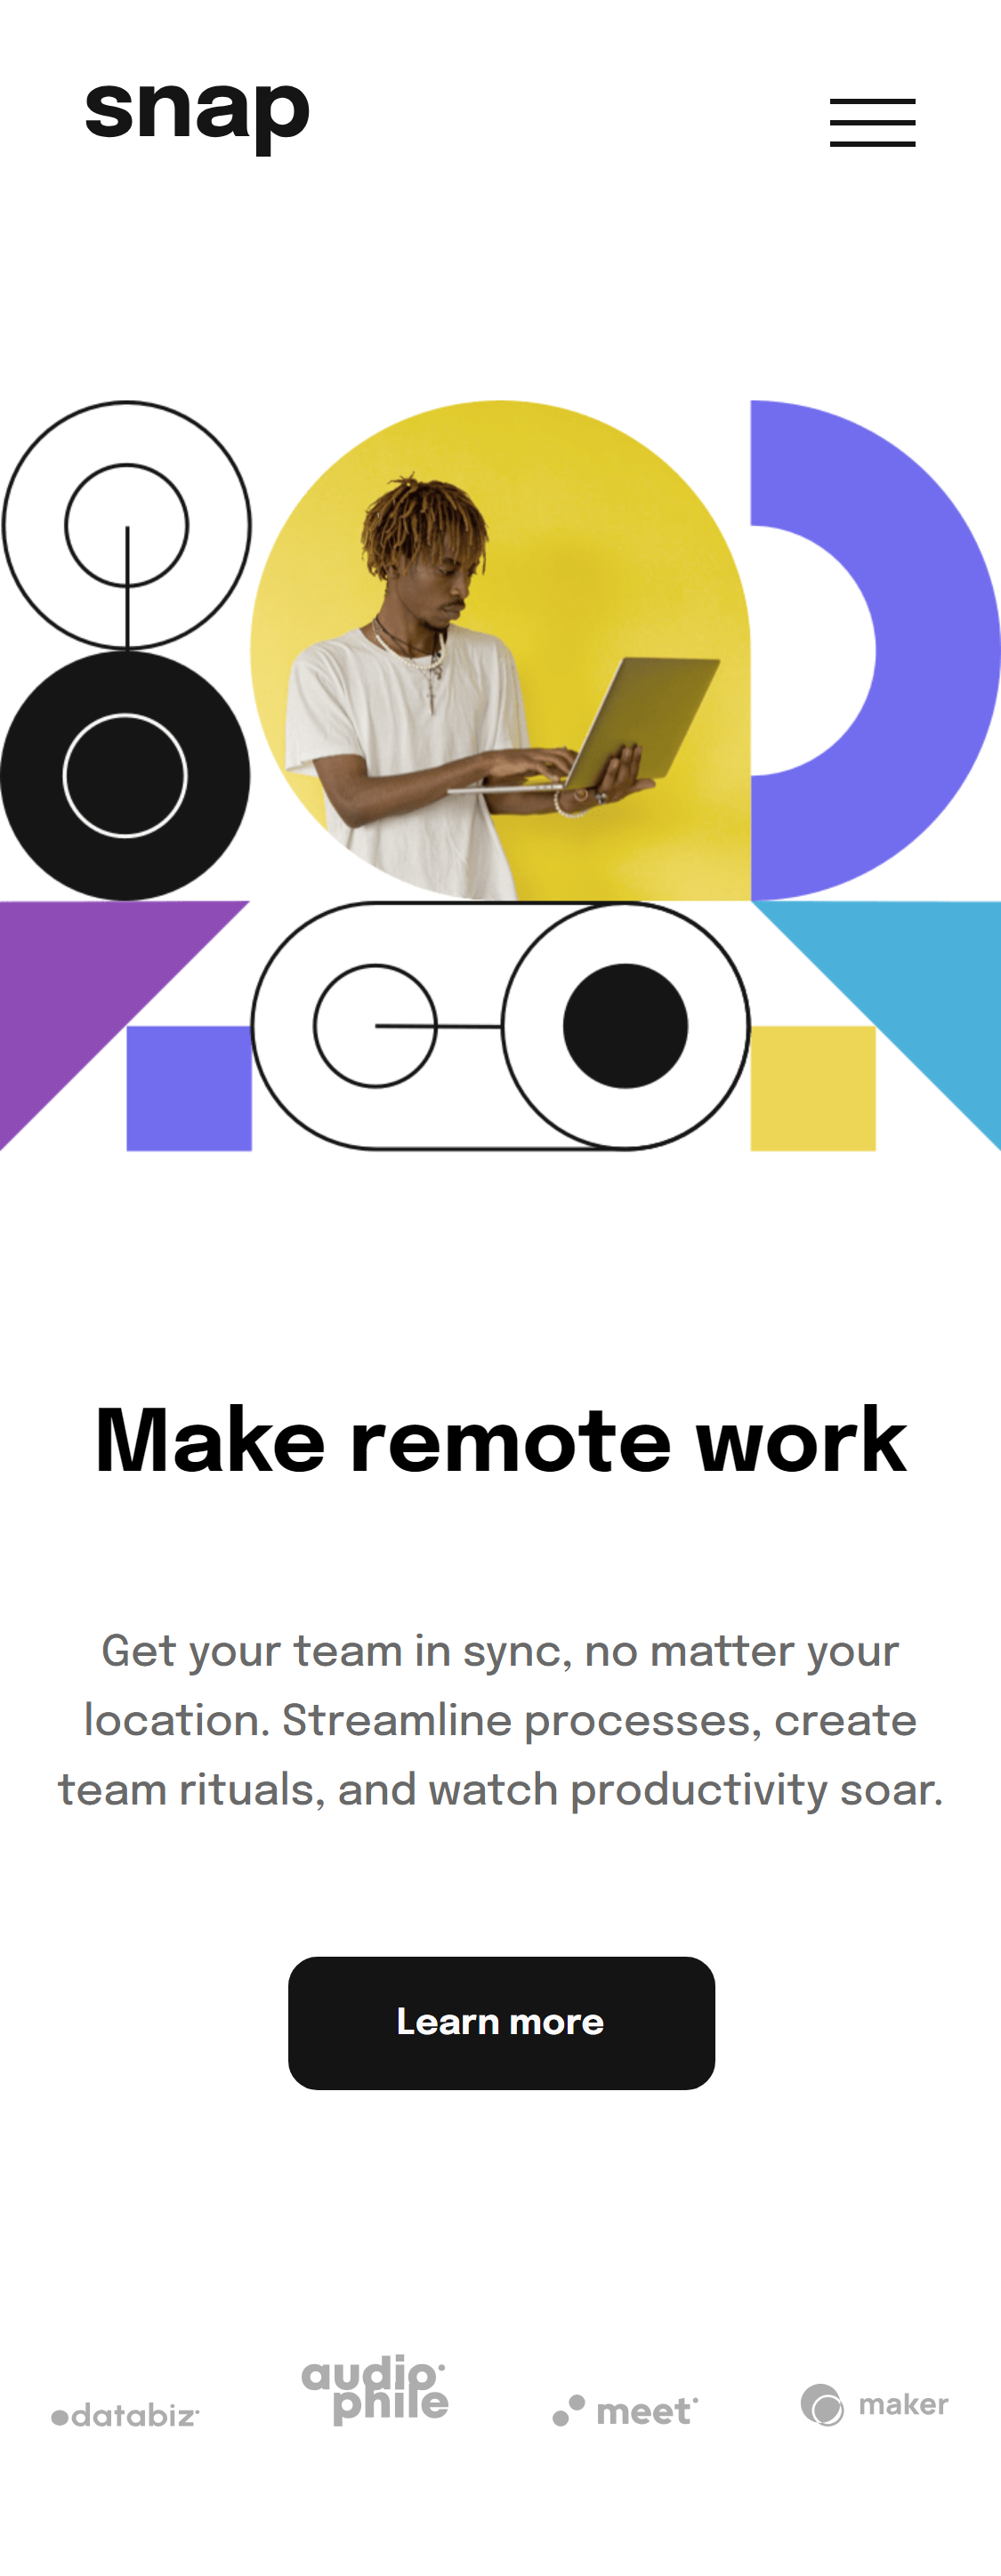 snap
Make remote work
Get your team in sync, no matter your
location. Streamline processes, create
team rituals, and watch productivity soar.
Learn more
databiz
audio
phile
meet
maker